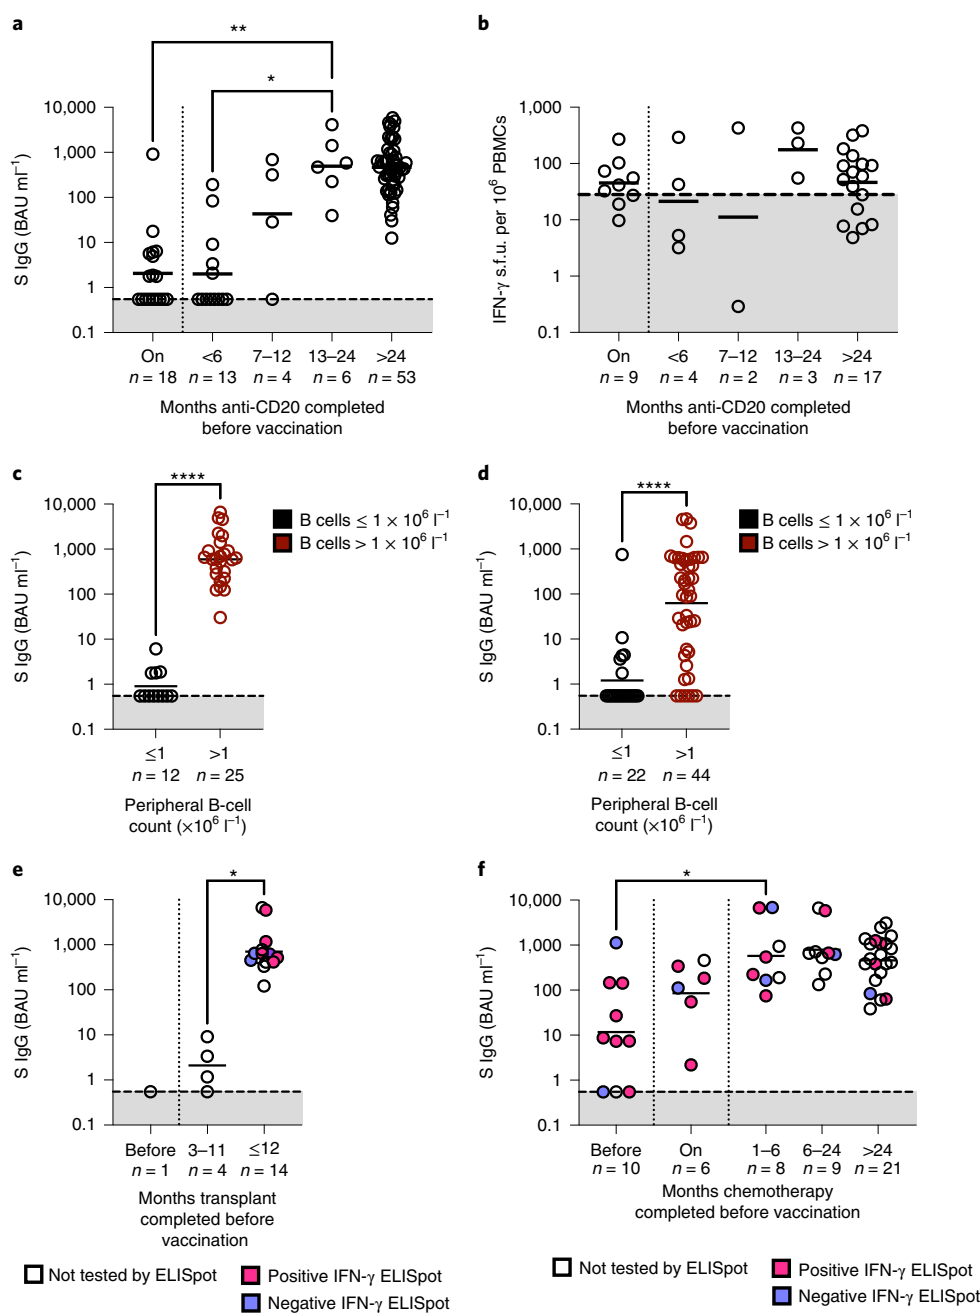 a
**
*
S IgG (BAU ml⁻¹)
10,000
1,000
100
10
1
0.1
On <6 7–12 13–24 >24
n = 18 n = 13 n = 4 n = 6 n = 53
Months anti-CD20 completed
before vaccination
b
IFN-γ s.f.u. per 10⁶ PBMCs
1,000
100
10
1
0.1
On <6 7–12 13–24 >24
n = 9 n = 4 n = 2 n = 3 n = 17
Months anti-CD20 completed
before vaccination
c
****
S IgG (BAU ml⁻¹)
10,000
1,000
100
10
1
0.1
B cells ≤ 1 × 10⁶ l⁻¹
B cells > 1 × 10⁶ l⁻¹
≤1 >1
n = 12 n = 25
Peripheral B-cell
count (×10⁶ l⁻¹)
d
****
S IgG (BAU ml⁻¹)
10,000
1,000
100
10
1
0.1
B cells ≤ 1 × 10⁶ l⁻¹
B cells > 1 × 10⁶ l⁻¹
≤1 >1
n = 22 n = 44
Peripheral B-cell
count (×10⁶ l⁻¹)
e
*
S IgG (BAU ml⁻¹)
10,000
1,000
100
10
1
0.1
Before 3–11 ≤12
n = 1 n = 4 n = 14
Months transplant
completed before
vaccination
Not tested by ELISpot
Positive IFN-γ ELISpot
Negative IFN-γ ELISpot
f
*
S IgG (BAU ml⁻¹)
10,000
1,000
100
10
1
0.1
Before On 1–6 6–24 >24
n = 10 n = 6 n = 8 n = 9 n = 21
Months chemotherapy
completed before vaccination
Not tested by ELISpot
Positive IFN-γ ELISpot
Negative IFN-γ ELISpot